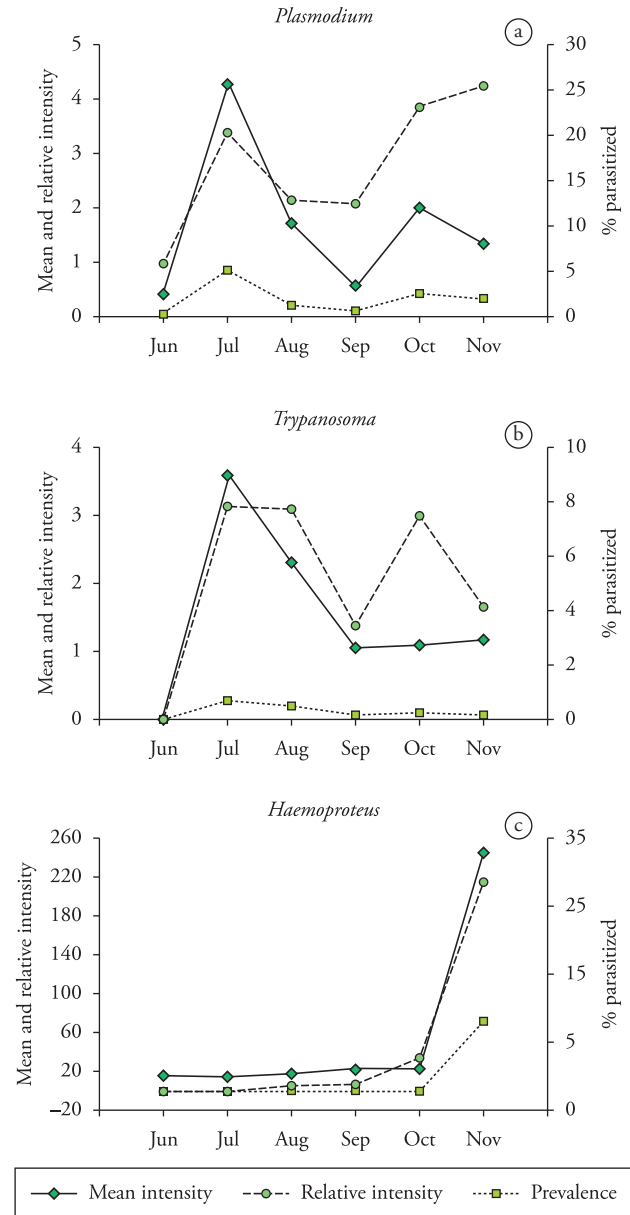 Plasmodium
a
5
4
3
2
1
0
Mean and relative intensity
30
25
20
15
10
5
0
% parasitized
Jun Jul Aug Sep Oct Nov
Trypanosoma
b
4
3
2
1
0
Mean and relative intensity
10
8
6
4
2
0
% parasitized
Jun Jul Aug Sep Oct Nov
Haemoproteus
c
260
220
180
140
100
60
20
–20
Mean and relative intensity
35
25
15
5
0
% parasitized
Jun Jul Aug Sep Oct Nov
Mean intensity Relative intensity Prevalence